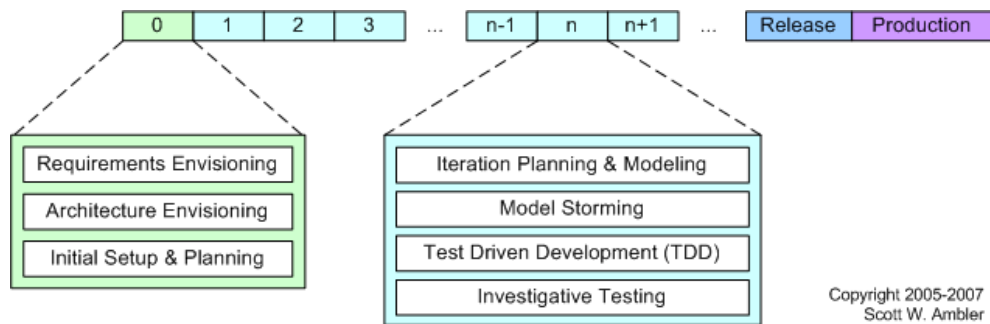 0 1 2 3 ... n-1 n n+1 ... Release Production
Requirements Envisioning
Architecture Envisioning
Initial Setup & Planning
Iteration Planning & Modeling
Model Storming
Test Driven Development (TDD)
Investigative Testing
Copyright 2005-2007
Scott W. Ambler